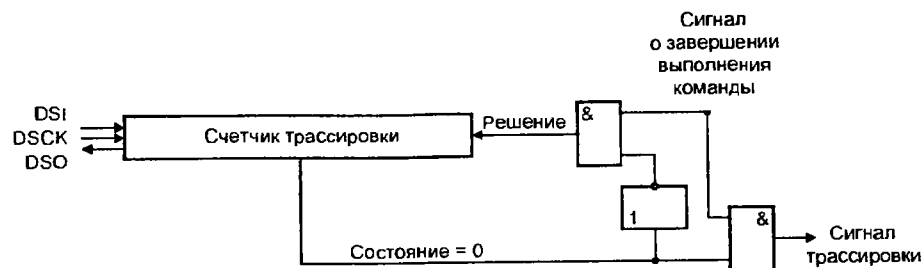 Сигнал
о завершении
выполнения
команды
DSI
DSCK
DSO
Счетчик трассировки
Решение
&
1
&
Состояние = 0
Сигнал
трассировки